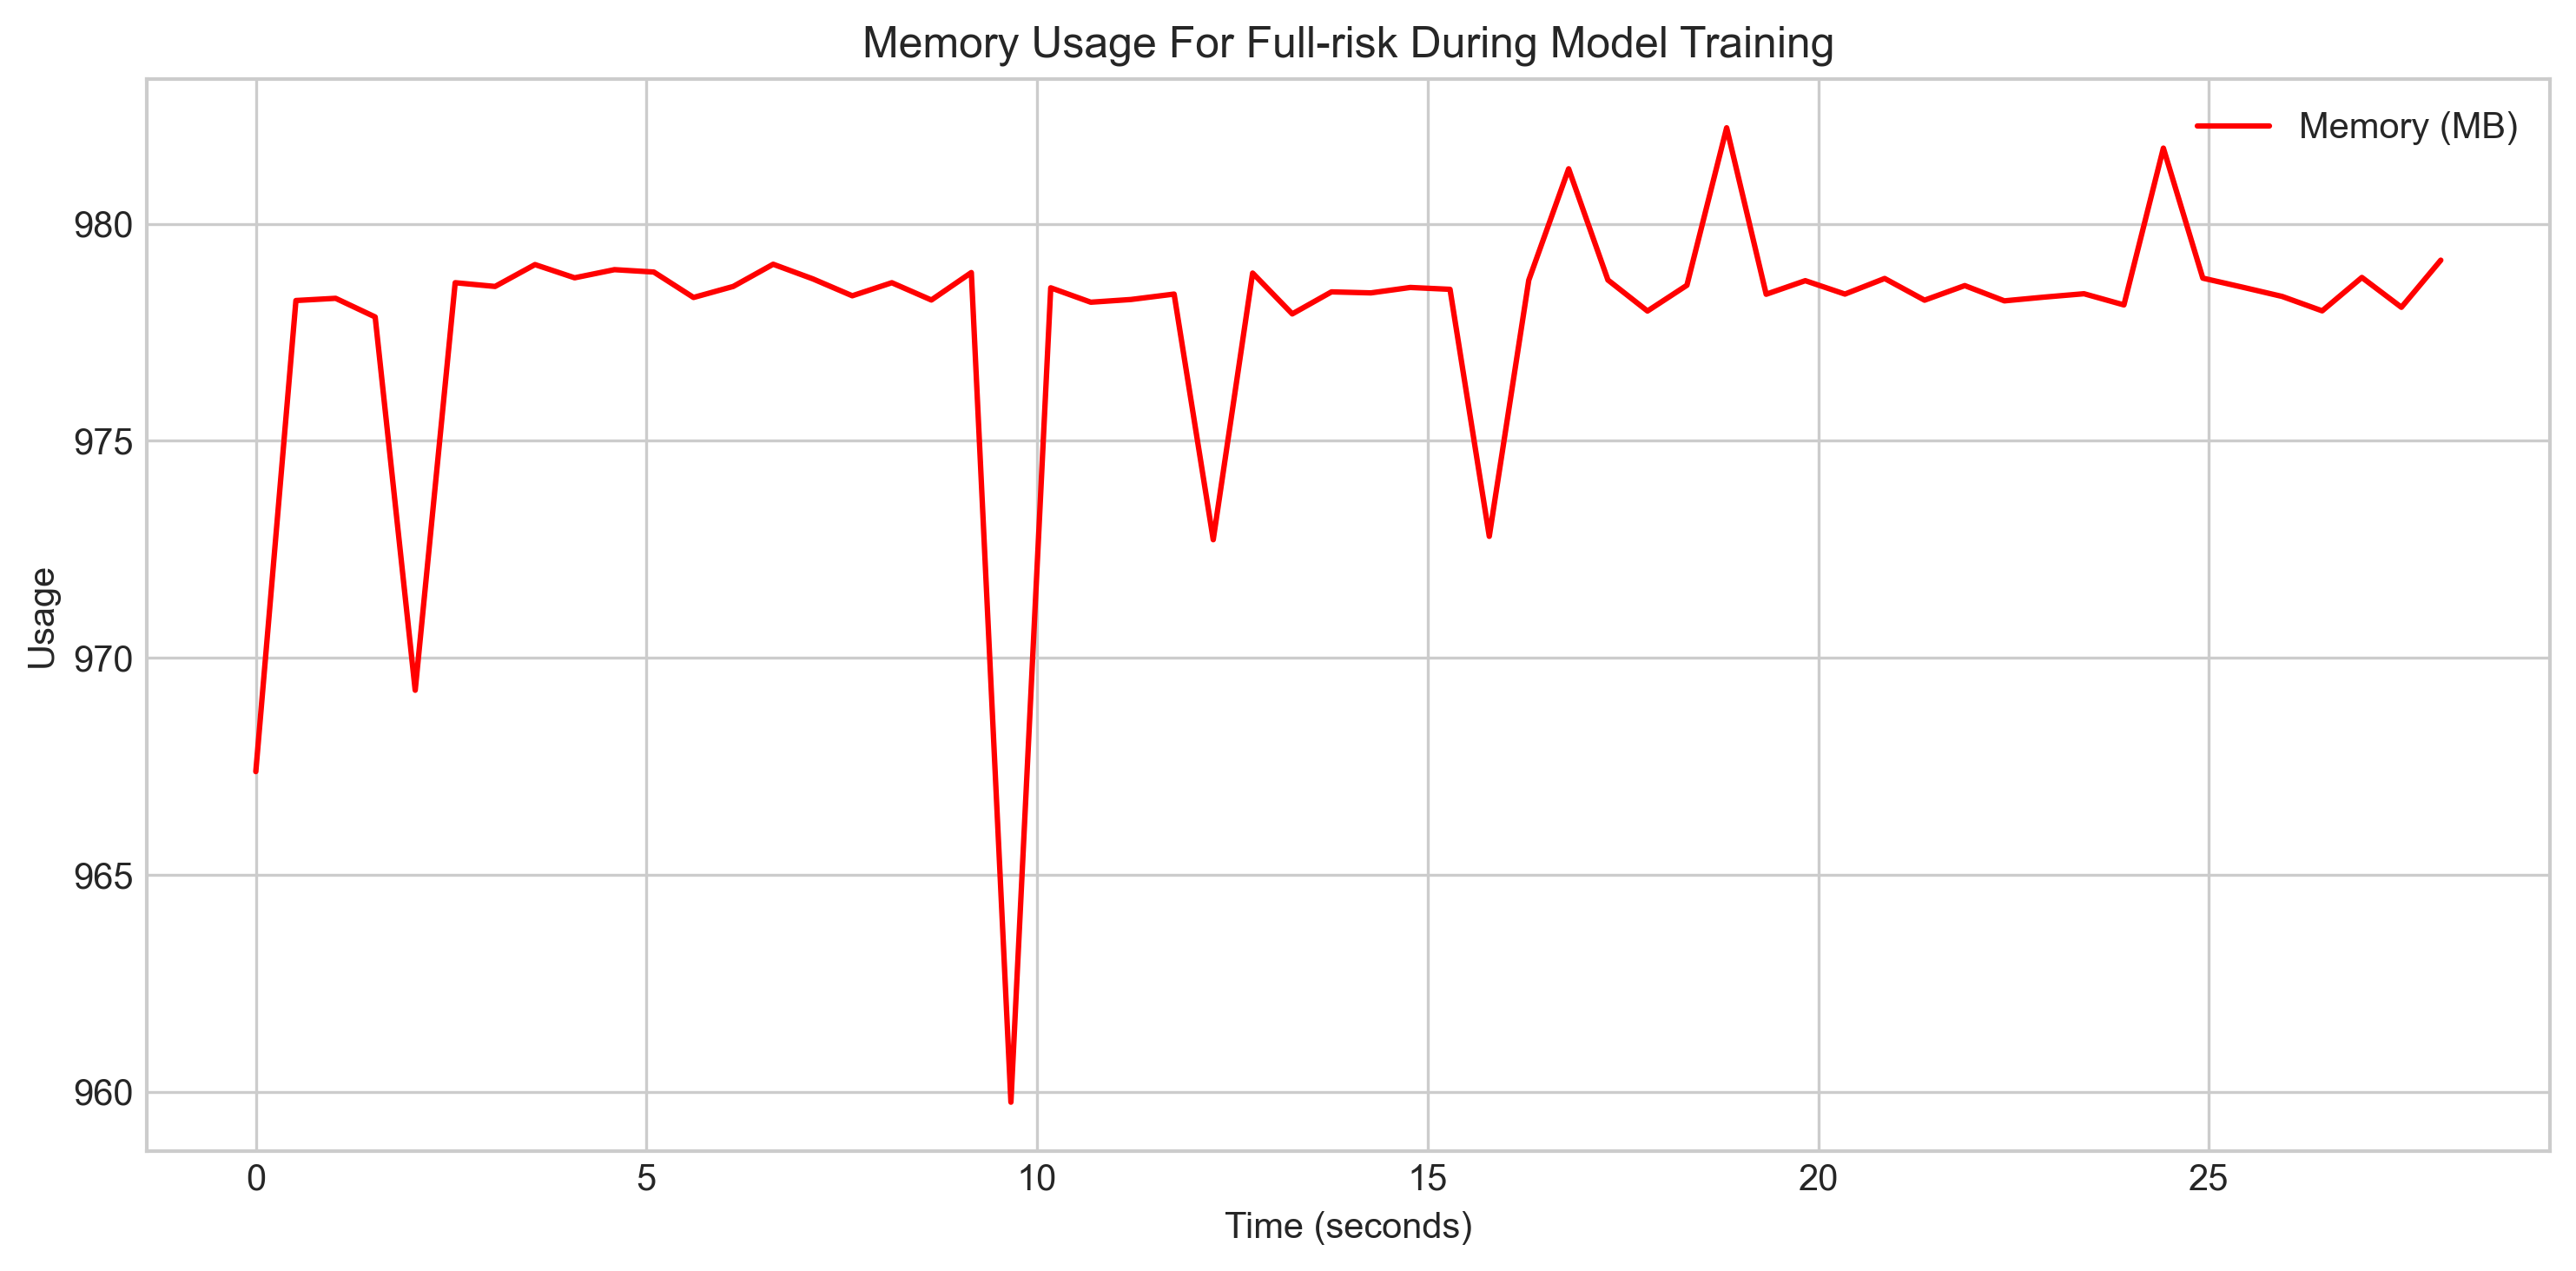 Memory Usage For Full-risk During Model Training
Memory (MB)
Usage
980
975
970
965
960
0 5 10 15 20 25
Time (seconds)